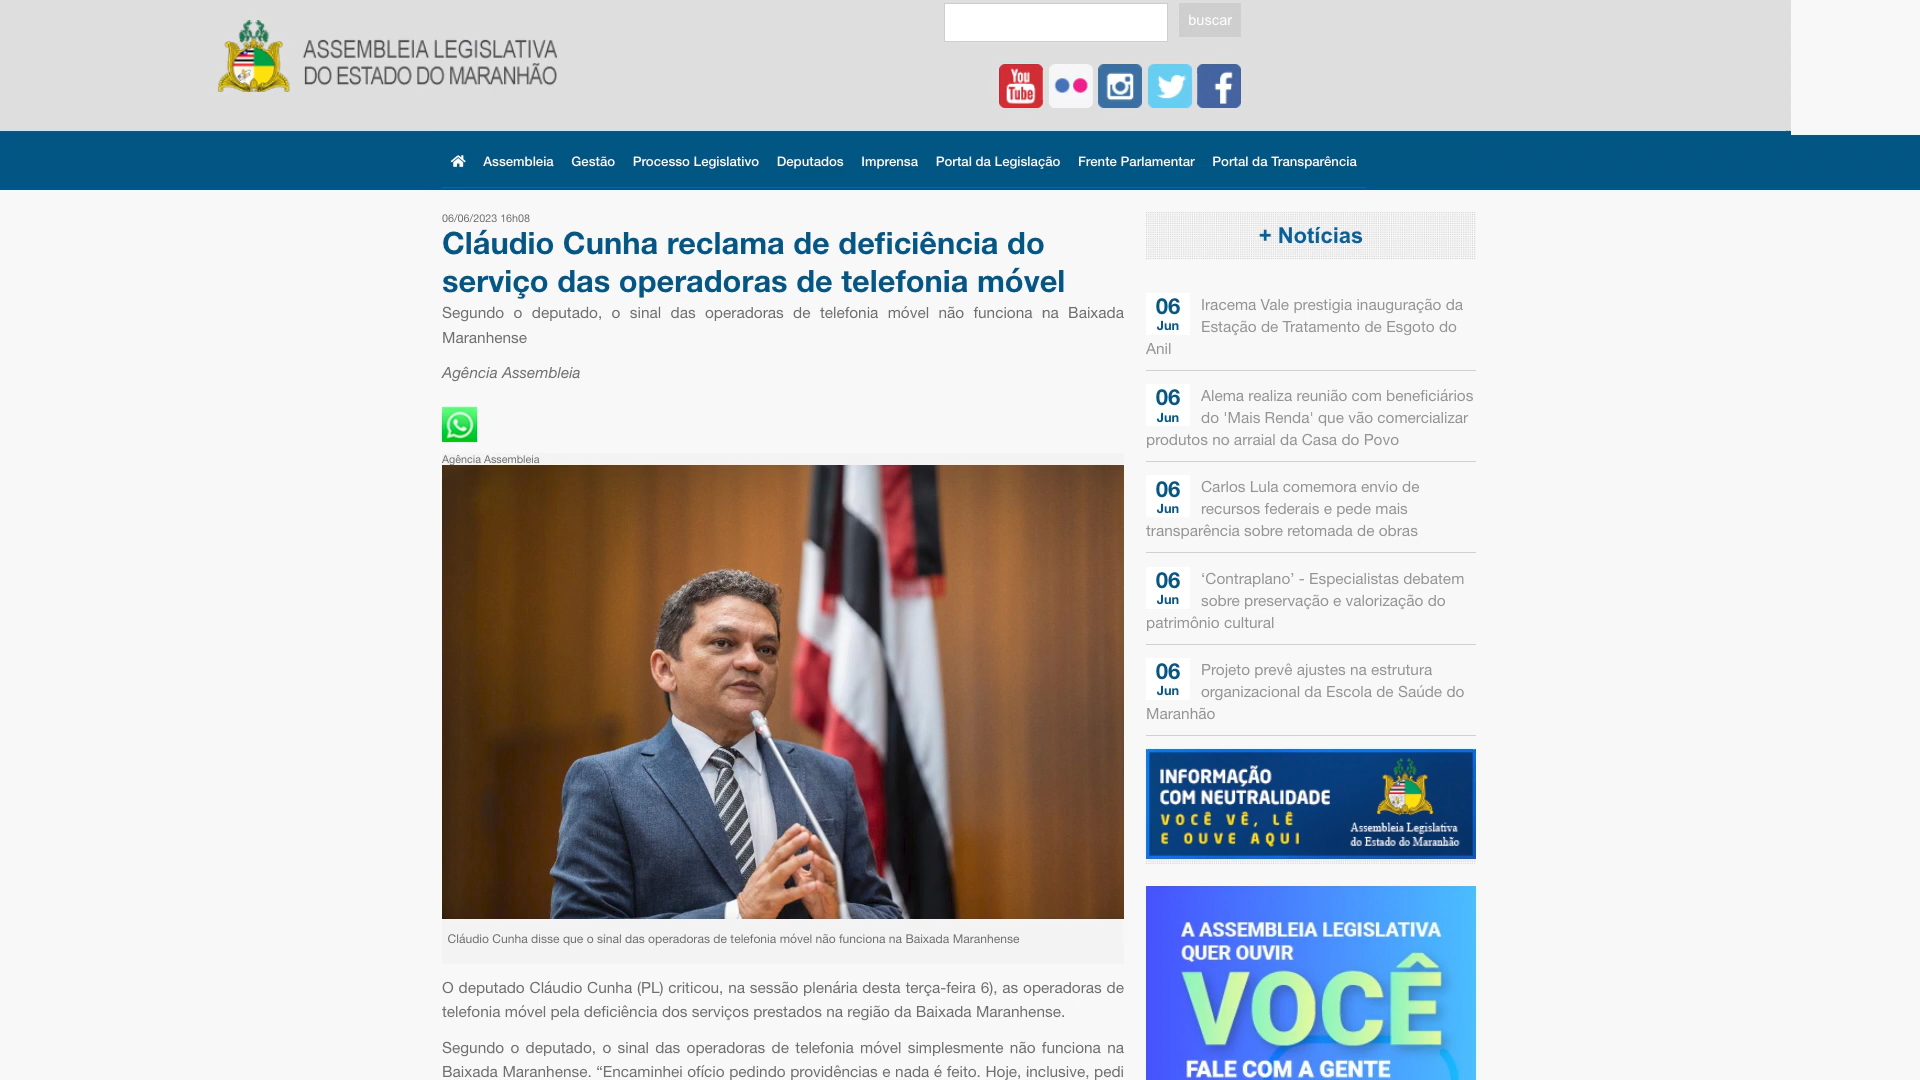 buscar
ASSEMBLEIA LEGISLATIVA
DO ESTADO DO MARANHÃO
You
Tube
Assembleia Gestão Processo Legislativo Deputados Imprensa Portal da Legislação Frente Parlamentar Portal da Transparência
06/06/2023 16h08
Cláudio Cunha reclama de deficiência do
serviço das operadoras de telefonia móvel
Segundo o deputado, o sinal das operadoras de telefonia móvel não funciona na Baixada
Maranhense
Agência Assembleia
Agência Assembleia
Cláudio Cunha disse que o sinal das operadoras de telefonia móvel não funciona na Baixada Maranhense
O deputado Cláudio Cunha (PL) criticou, na sessão plenária desta terça-feira 6), as operadoras de
telefonia móvel pela deficiência dos serviços prestados na região da Baixada Maranhense.
Segundo o deputado, o sinal das operadoras de telefonia móvel simplesmente não funciona na
Baixada Maranhense. “Encaminhei ofício pedindo providências e nada é feito. Hoje, inclusive, pedi
+ Notícias
06
Jun
Iracema Vale prestigia inauguração da
Estação de Tratamento de Esgoto do
Anil
06
Jun
Alema realiza reunião com beneficiários
do 'Mais Renda' que vão comercializar
produtos no arraial da Casa do Povo
06
Jun
Carlos Lula comemora envio de
recursos federais e pede mais
transparência sobre retomada de obras
06
Jun
‘Contraplano’ - Especialistas debatem
sobre preservação e valorização do
patrimônio cultural
06
Jun
Projeto prevê ajustes na estrutura
organizacional da Escola de Saúde do
Maranhão
INFORMAÇÃO
COM NEUTRALIDADE
VOCÊ VÊ, LÊ
E OUVE AQUI
Assembleia Legislativa
do Estado do Maranhão
A ASSEMBLEIA LEGISLATIVA
QUER OUVIR
VOCÊ
FALE COM A GENTE